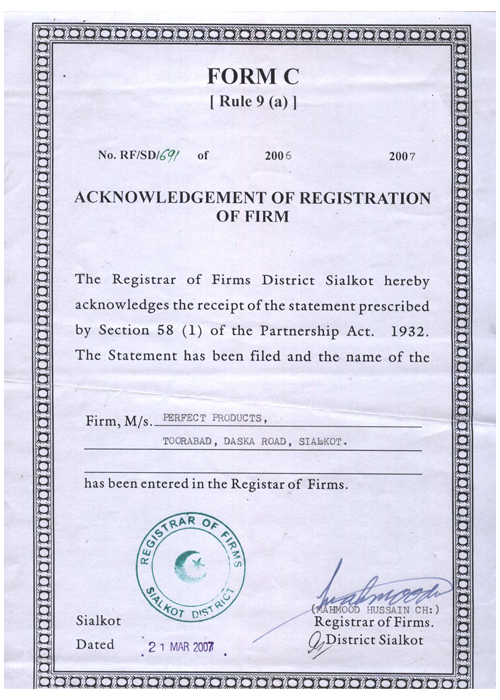 FORM C
[ Rule 9 (a) ]
No. RF/SD/691 of 2006 2007
ACKNOWLEDGEMENT OF REGISTRATION
OF FIRM
The Registrar of Firms District Sialkot hereby
acknowledges the receipt of the statement prescribed
by Section 58 (1) of the Partnership Act. 1932.
The Statement has been filed and the name of the
Firm, M/s. PERFECT PRODUCTS,
TOORABAD, DASKA ROAD, SIALKOT.
has been entered in the Registar of Firms.
REGISTRAR OF FIRMS
SIALKOT DISTRICT
(MAHMOOD HUSSAIN CH:)
Sialkot Registrar of Firms.
Dated 21 MAR 2007 District Sialkot